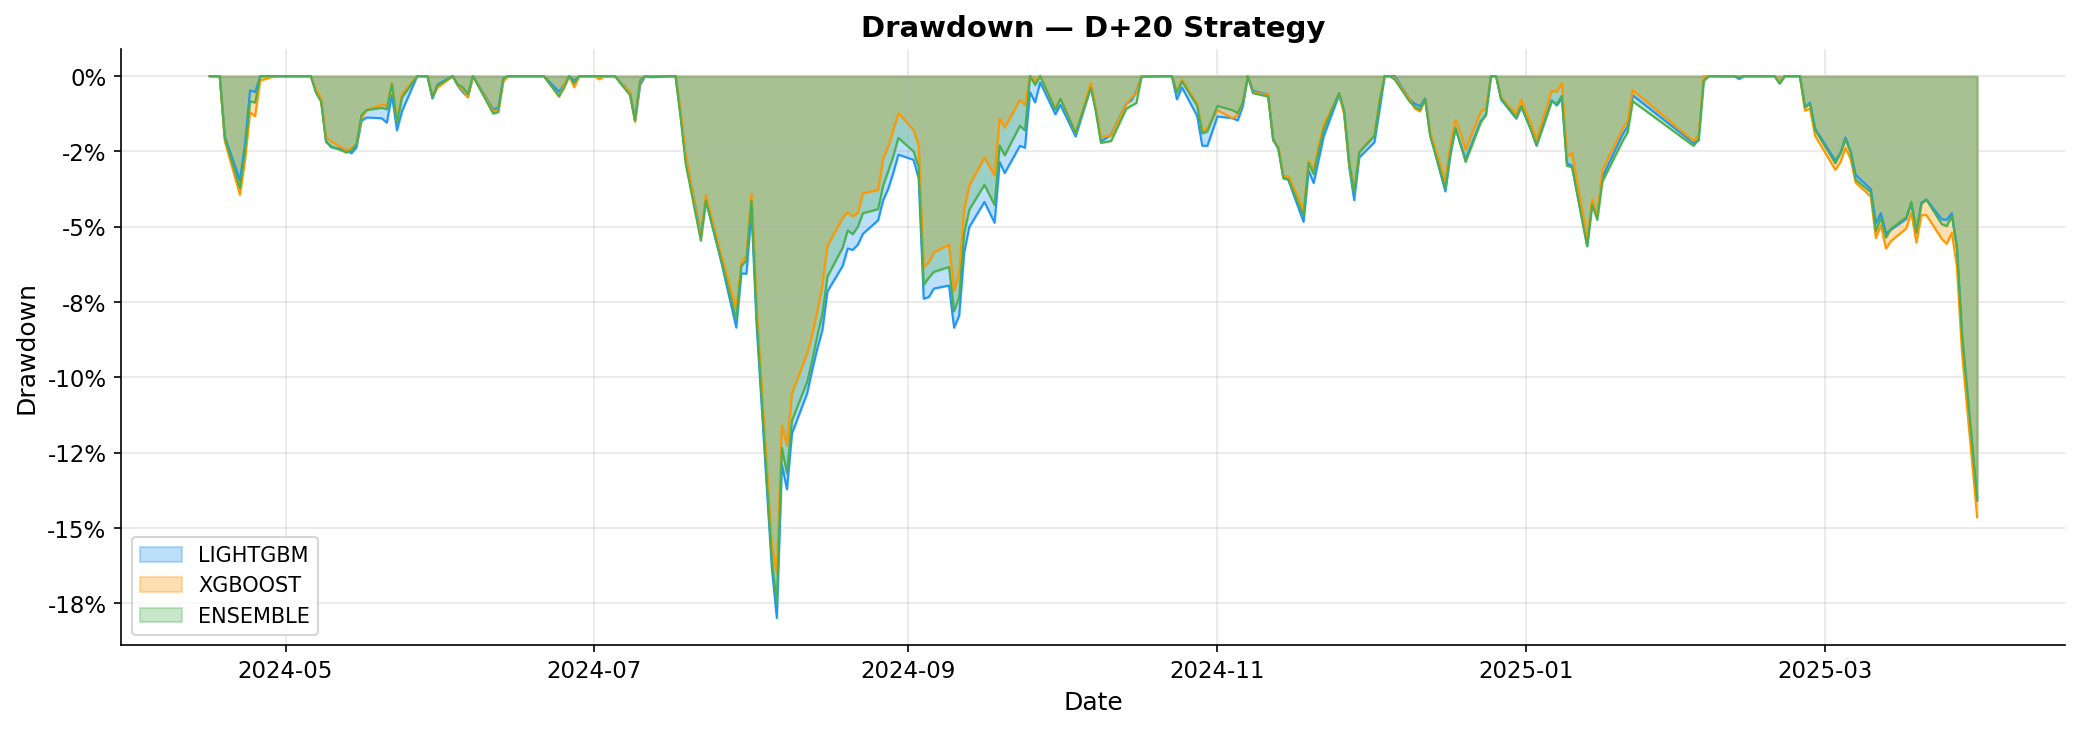 Drawdown — D+20 Strategy
0%
-2%
-5%
-8%
-10%
-12%
-15%
-18%
Drawdown
LIGHTGBM
XGBOOST
ENSEMBLE
2024-05
2024-07
2024-09
2024-11
2025-01
2025-03
Date